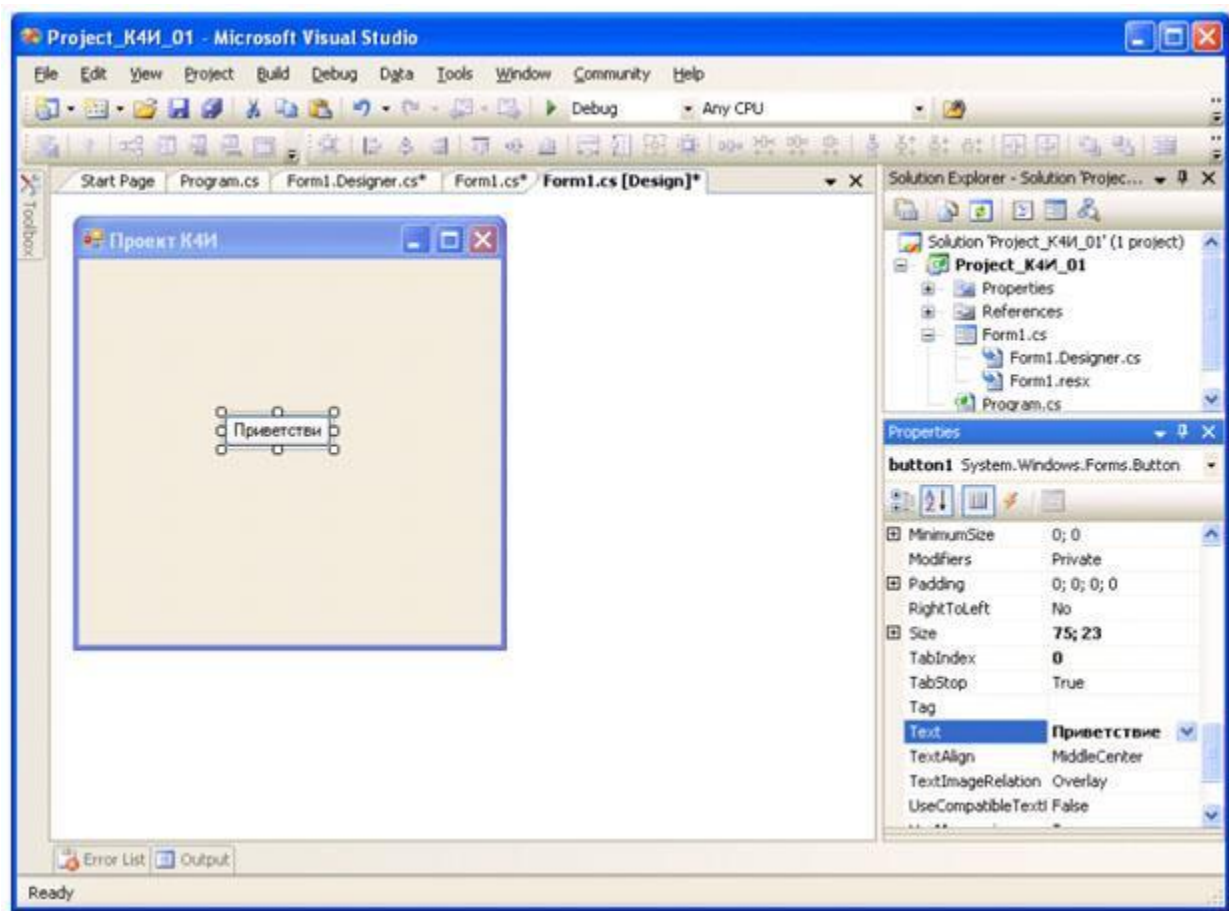 Project_К4И_01 - Microsoft Visual Studio
File Edit View Project Build Debug Data Tools Window Community Help
Debug Any CPU
Toolbox
Start Page Program.cs Form1.Designer.cs* Form1.cs* Form1.cs [Design]*
Проект К4И
Приветстви
Solution Explorer - Solution 'Projec...
Solution 'Project_К4И_01' (1 project)
Project_К4И_01
Properties
References
Form1.cs
Form1.Designer.cs
Form1.resx
Program.cs
Properties
button1 System.Windows.Forms.Button
MinimumSize 0; 0
Modifiers Private
Padding 0; 0; 0; 0
RightToLeft No
Size 75; 23
TabIndex 0
TabStop True
Tag
Text Приветствие
TextAlign MiddleCenter
TextImageRelation Overlay
UseCompatibleTextI False
Error List Output
Ready